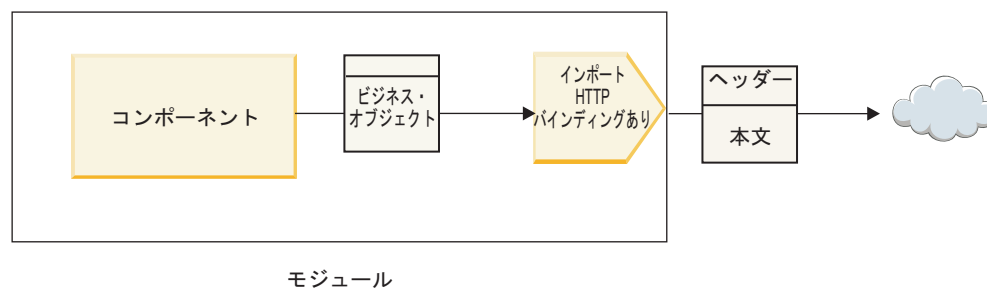 コンポーネント
ビジネス・
オブジェクト
インポート
HTTP
バインディングあり
ヘッダー
本文
モジュール